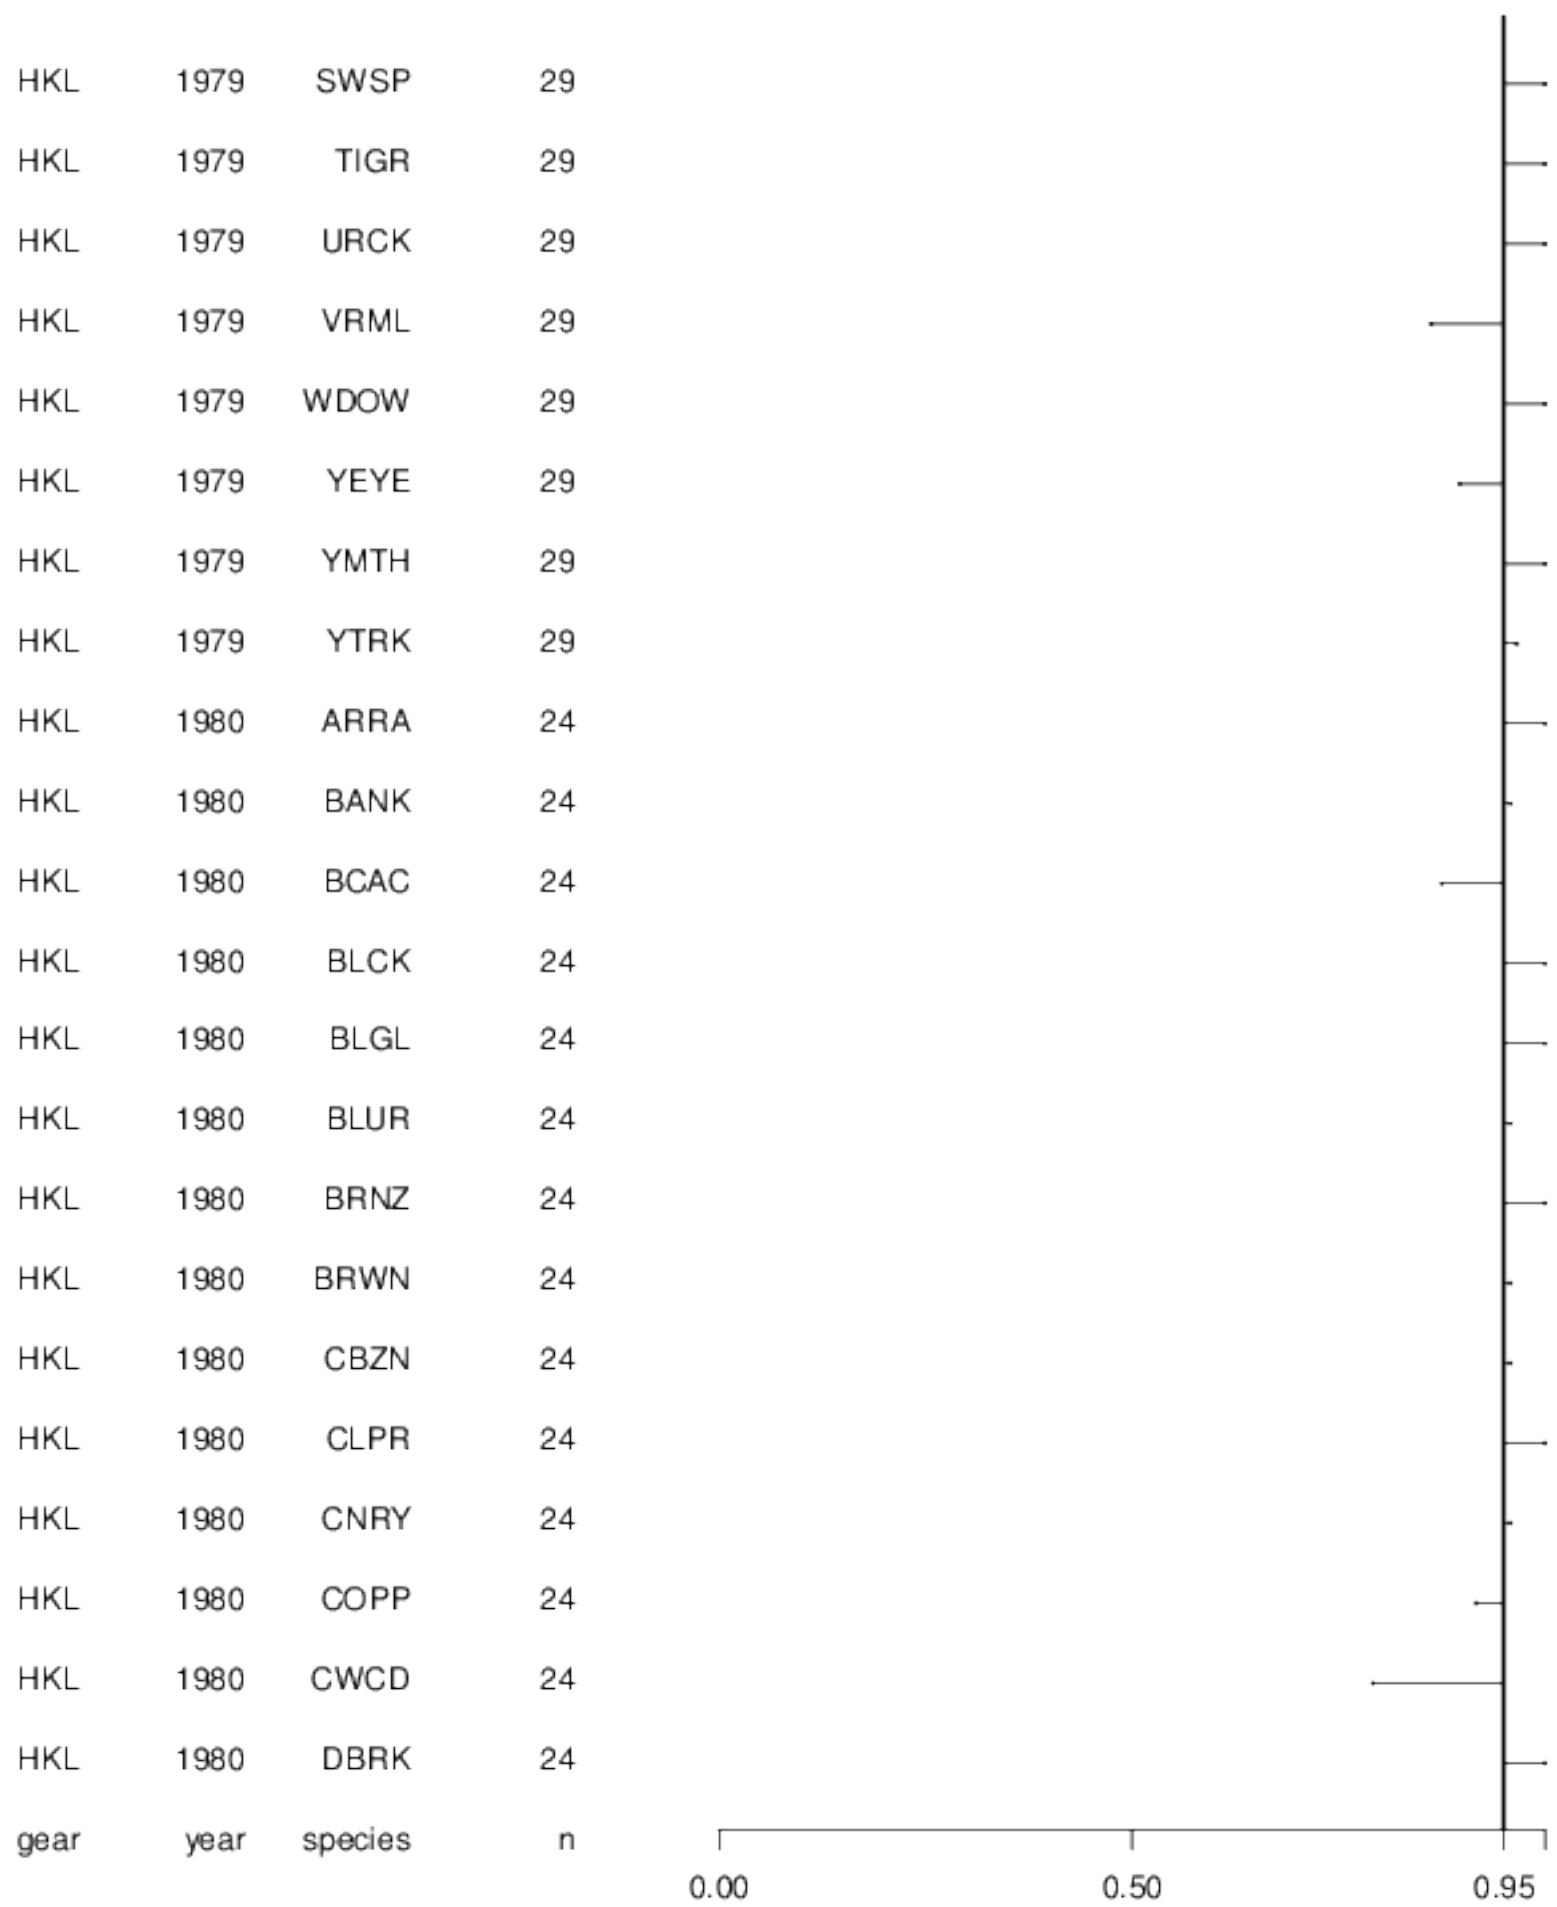 HKL 1979 SWSP 29
HKL 1979 TIGR 29
HKL 1979 URCK 29
HKL 1979 VRML 29
HKL 1979 WDOW 29
HKL 1979 YEYE 29
HKL 1979 YMTH 29
HKL 1979 YTRK 29
HKL 1980 ARRA 24
HKL 1980 BANK 24
HKL 1980 BCAC 24
HKL 1980 BLCK 24
HKL 1980 BLGL 24
HKL 1980 BLUR 24
HKL 1980 BRNZ 24
HKL 1980 BRWN 24
HKL 1980 CBZN 24
HKL 1980 CLPR 24
HKL 1980 CNRY 24
HKL 1980 COPP 24
HKL 1980 CWCD 24
HKL 1980 DBRK 24
gear year species n
0.00 0.50 0.95